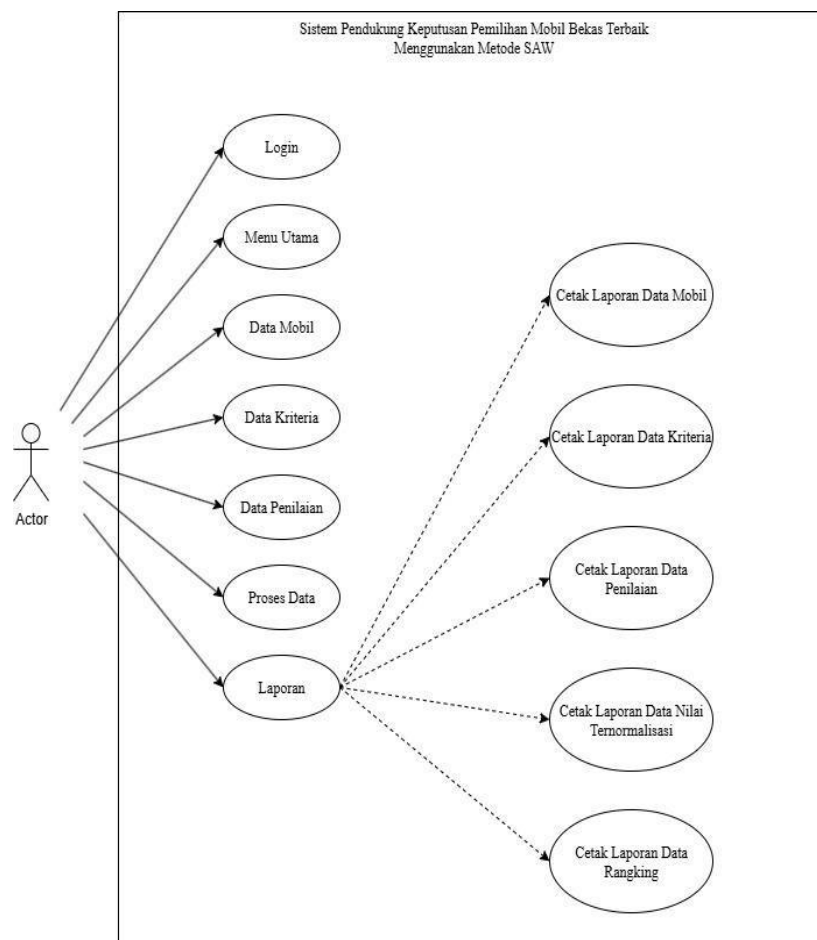 Sistem Pendukung Keputusan Pemilihan Mobil Bekas Terbaik
Menggunakan Metode SAW
Login
Menu Utama
Data Mobil
Data Kriteria
Data Penilaian
Proses Data
Laporan
Actor
Cetak Laporan Data Mobil
Cetak Laporan Data Kriteria
Cetak Laporan Data
Penilaian
Cetak Laporan Data Nilai
Ternormalisasi
Cetak Laporan Data
Rangking